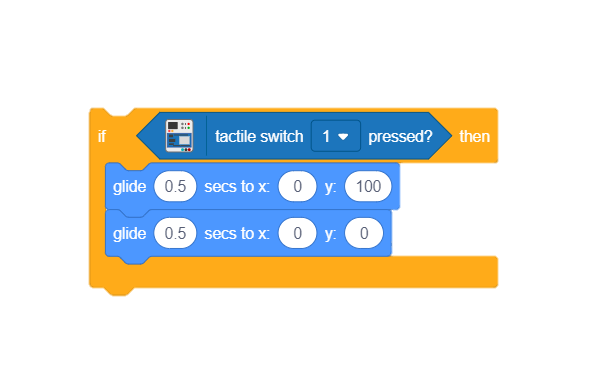 if tactile switch 1 pressed? then
glide 0.5 secs to x: 0 y: 100
glide 0.5 secs to x: 0 y: 0